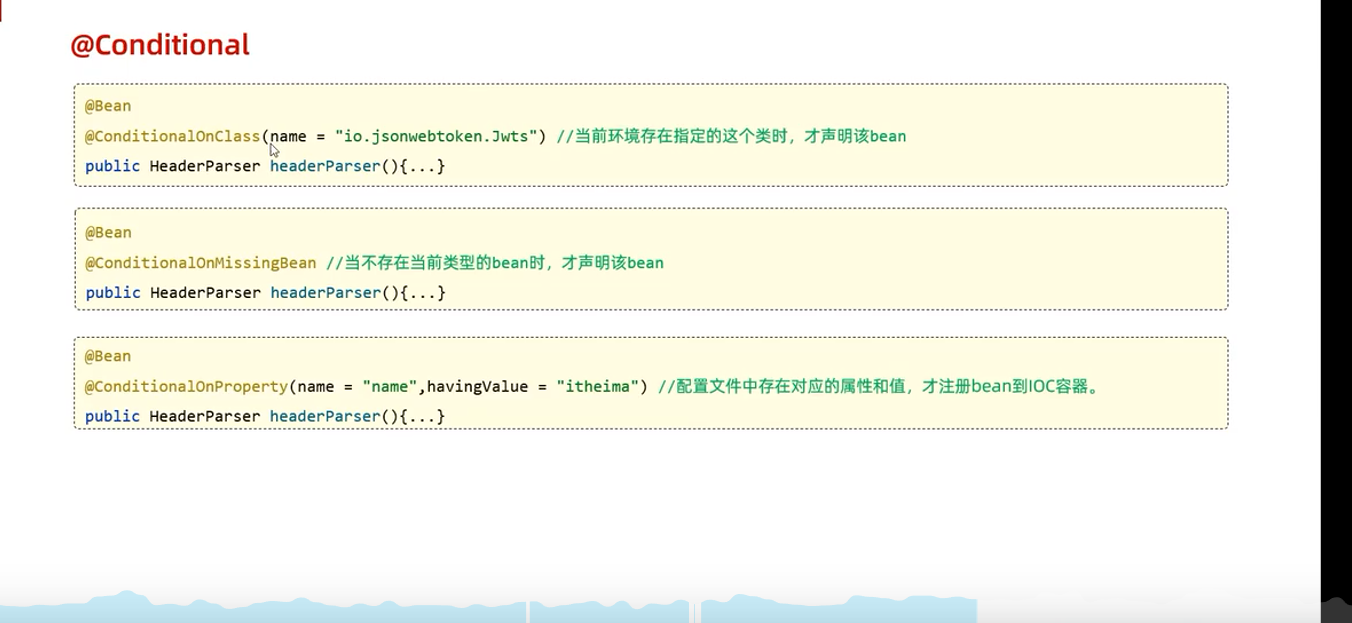 @Conditional
@Bean
@ConditionalOnClass(name = "io.jsonwebtoken.Jwts") //当前环境存在指定的这个类时，才声明该bean
public HeaderParser headerParser(){...}
@Bean
@ConditionalOnMissingBean //当不存在当前类型的bean时，才声明该bean
public HeaderParser headerParser(){...}
@Bean
@ConditionalOnProperty(name = "name",havingValue = "itheima") //配置文件中存在对应的属性和值，才注册bean到IOC容器。
public HeaderParser headerParser(){...}